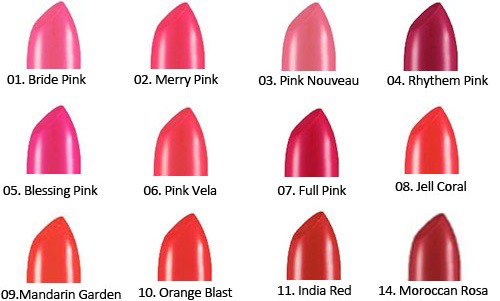 01. Bride Pink
02. Merry Pink
03. Pink Nouveau
04. Rhythem Pink
05. Blessing Pink
06. Pink Vela
07. Full Pink
08. Jell Coral
09.Mandarin Garden
10. Orange Blast
11. India Red
14. Moroccan Rosa